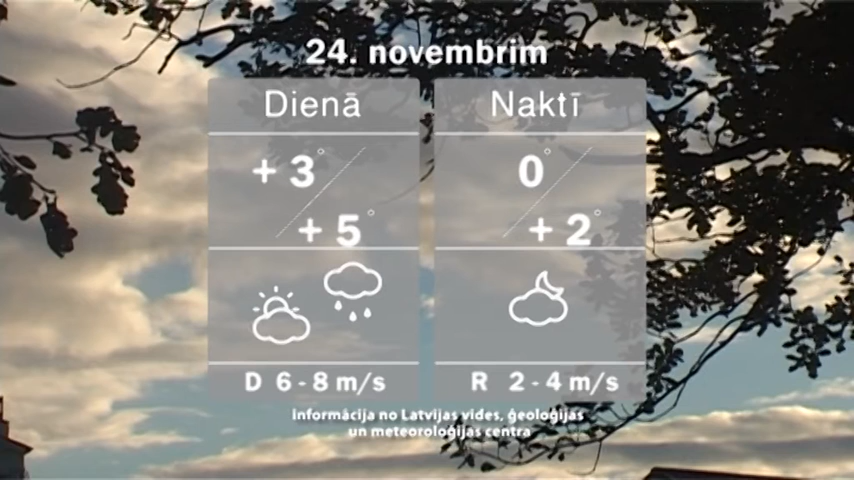 24. novembrim
Dienā
Naktī
+ 3°
+ 5°
0°
+ 2°
D 6 - 8 m/s
R 2 - 4 m/s
Informācija no Latvijas vides, ģeoloģijas
un meteoroloģijas centra